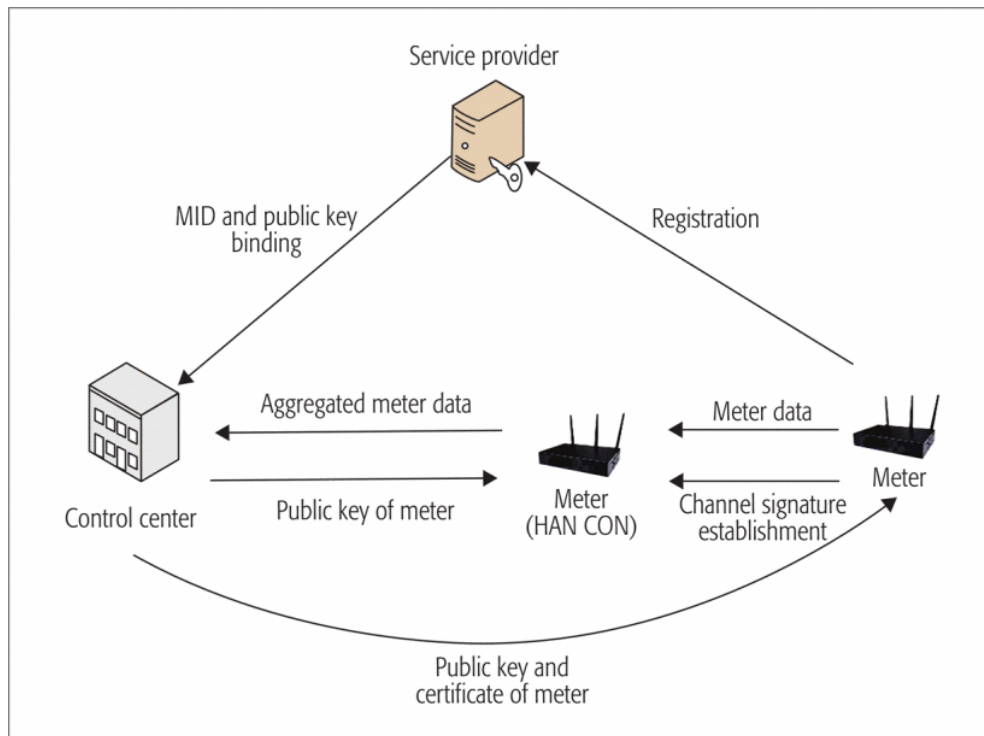 Service provider
MID and public key
binding
Registration
Aggregated meter data
Meter data
Control center
Public key of meter
Meter
(HAN CON)
Channel signature
establishment
Meter
Public key and
certificate of meter